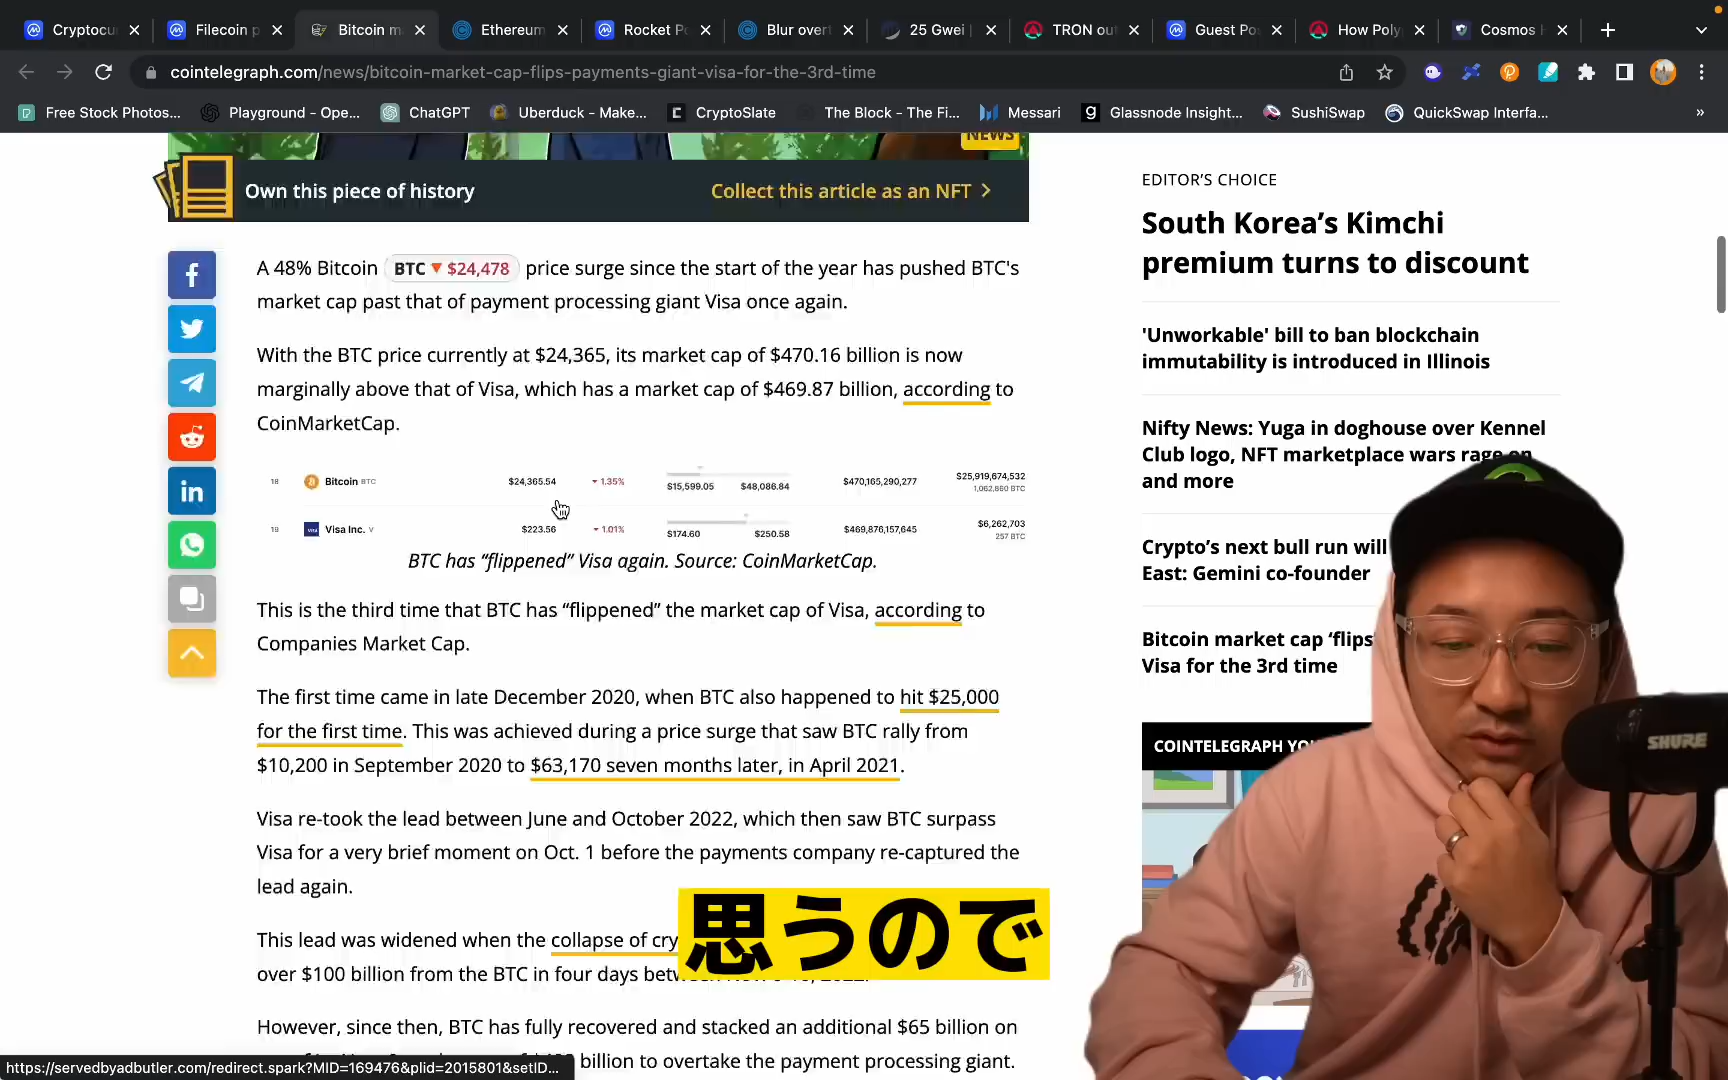 Cryptocu
Filecoin p
Bitcoin m
Ethereum
Rocket Po
Blur overt
25 Gwei |
TRON out
Guest Pos
How Poly
Cosmos
cointelegraph.com/news/bitcoin-market-cap-flips-payments-giant-visa-for-the-3rd-time
Free Stock Photos...
Playground - Ope...
ChatGPT
Uberduck - Make...
CryptoSlate
The Block - The Fi...
Messari
Glassnode Insight...
SushiSwap
QuickSwap Interfa...
»
NEWS
Own this piece of history
Collect this article as an NFT
A 48% Bitcoin BTC ▼ $24,478 price surge since the start of the year has pushed BTC's
market cap past that of payment processing giant Visa once again.
With the BTC price currently at $24,365, its market cap of $470.16 billion is now
marginally above that of Visa, which has a market cap of $469.87 billion, according to
CoinMarketCap.
18 Bitcoin BTC $24,365.54 1.35% $15,599.05 $48,086.84 $470,165,290,277 $25,919,674,532
1,062,860 BTC
19 Visa Inc. V $223.56 1.01% $174.60 $250.58 $469,876,157,645 $6,262,703
257 BTC
BTC has “flippened” Visa again. Source: CoinMarketCap.
This is the third time that BTC has “flippened” the market cap of Visa, according to
Companies Market Cap.
The first time came in late December 2020, when BTC also happened to hit $25,000
for the first time. This was achieved during a price surge that saw BTC rally from
$10,200 in September 2020 to $63,170 seven months later, in April 2021.
Visa re-took the lead between June and October 2022, which then saw BTC surpass
Visa for a very brief moment on Oct. 1 before the payments company re-captured the
lead again.
This lead was widened when the collapse of cry
over $100 billion from the BTC in four days
However, since then, BTC has fully recovered and stacked an additional $65 billion on
billion to overtake the payment processing giant.
思うので
https://servedbyadbutler.com/redirect.spark?MID=169476&plid=2015801&setID...
EDITOR’S CHOICE
South Korea’s Kimchi
premium turns to discount
'Unworkable' bill to ban blockchain
immutability is introduced in Illinois
Nifty News: Yuga in doghouse over Kennel
Club logo, NFT marketplace wars rage on
and more
Crypto’s next bull run will
East: Gemini co-founder
Bitcoin market cap ‘flips’
Visa for the 3rd time
COINTELEGRAPH YO
SHURE